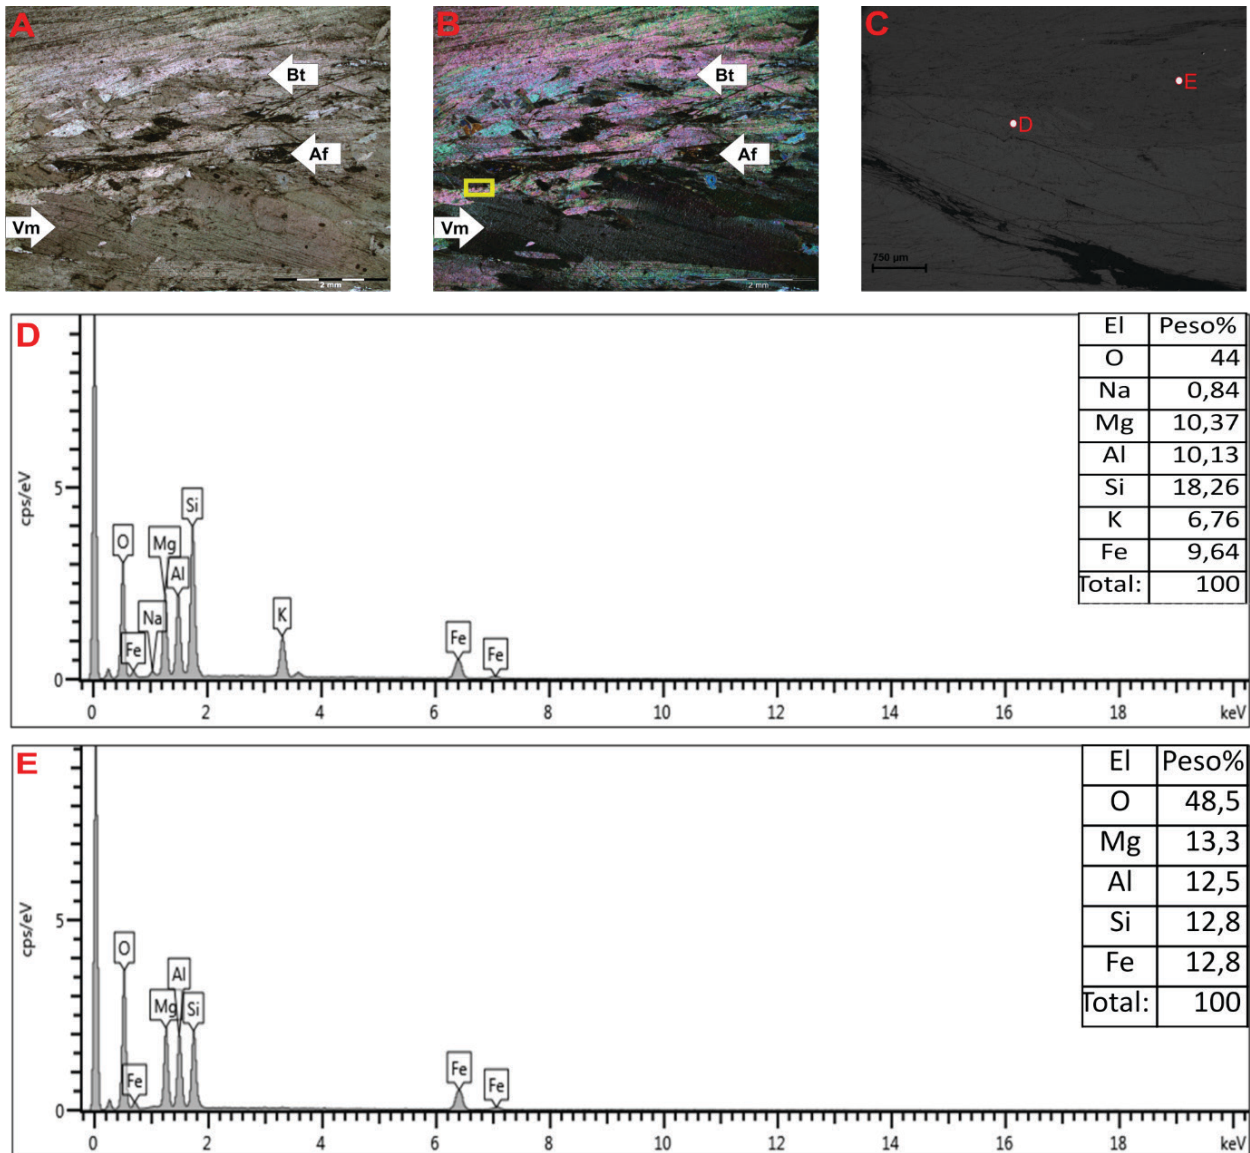 A
Bt
Af
Vm
2 mm
B
Bt
Af
Vm
2 mm
C
E
D
750 µm
D
cps/eV
5
0
O
Fe
Na
Mg
Al
Si
K
Fe
Fe
0 2 4 6 8 10 12 14 16 18 keV
El Peso%
O 44
Na 0,84
Mg 10,37
Al 10,13
Si 18,26
K 6,76
Fe 9,64
Total: 100
E
cps/eV
5
0
O
Fe
Mg
Al
Si
Fe
Fe
0 2 4 6 8 10 12 14 16 18 keV
El Peso%
O 48,5
Mg 13,3
Al 12,5
Si 12,8
Fe 12,8
Total: 100